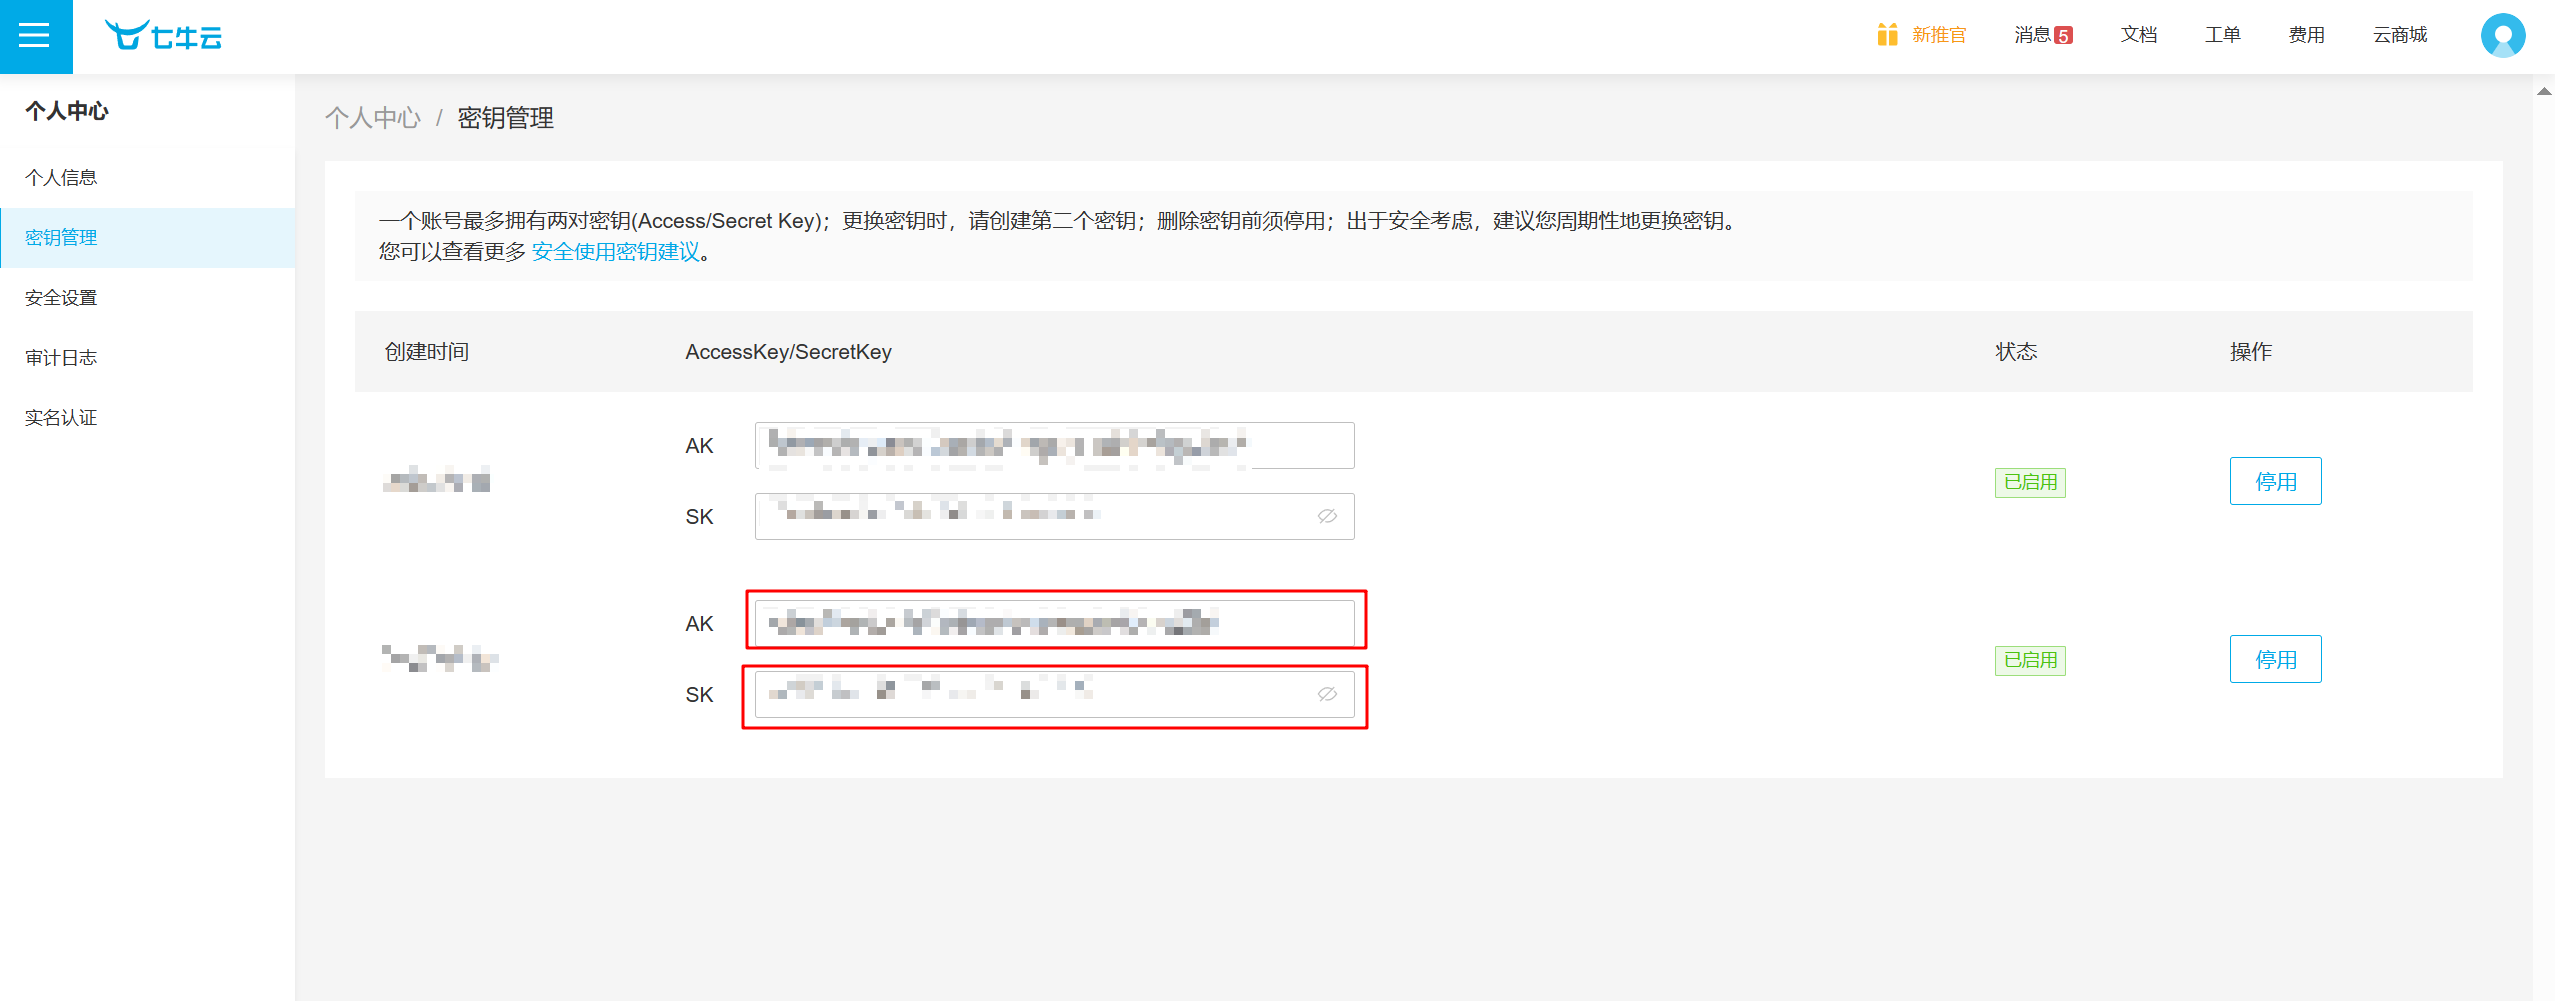 七牛云
新推官
消息 5
文档
工单
费用
云商城
个人中心
个人信息
密钥管理
安全设置
审计日志
实名认证
个人中心 / 密钥管理
一个账号最多拥有两对密钥(Access/Secret Key)；更换密钥时，请创建第二个密钥；删除密钥前须停用；出于安全考虑，建议您周期性地更换密钥。
您可以查看更多 安全使用密钥建议。
创建时间
AccessKey/SecretKey
状态
操作
AK
SK
已启用
停用
AK
SK
已启用
停用